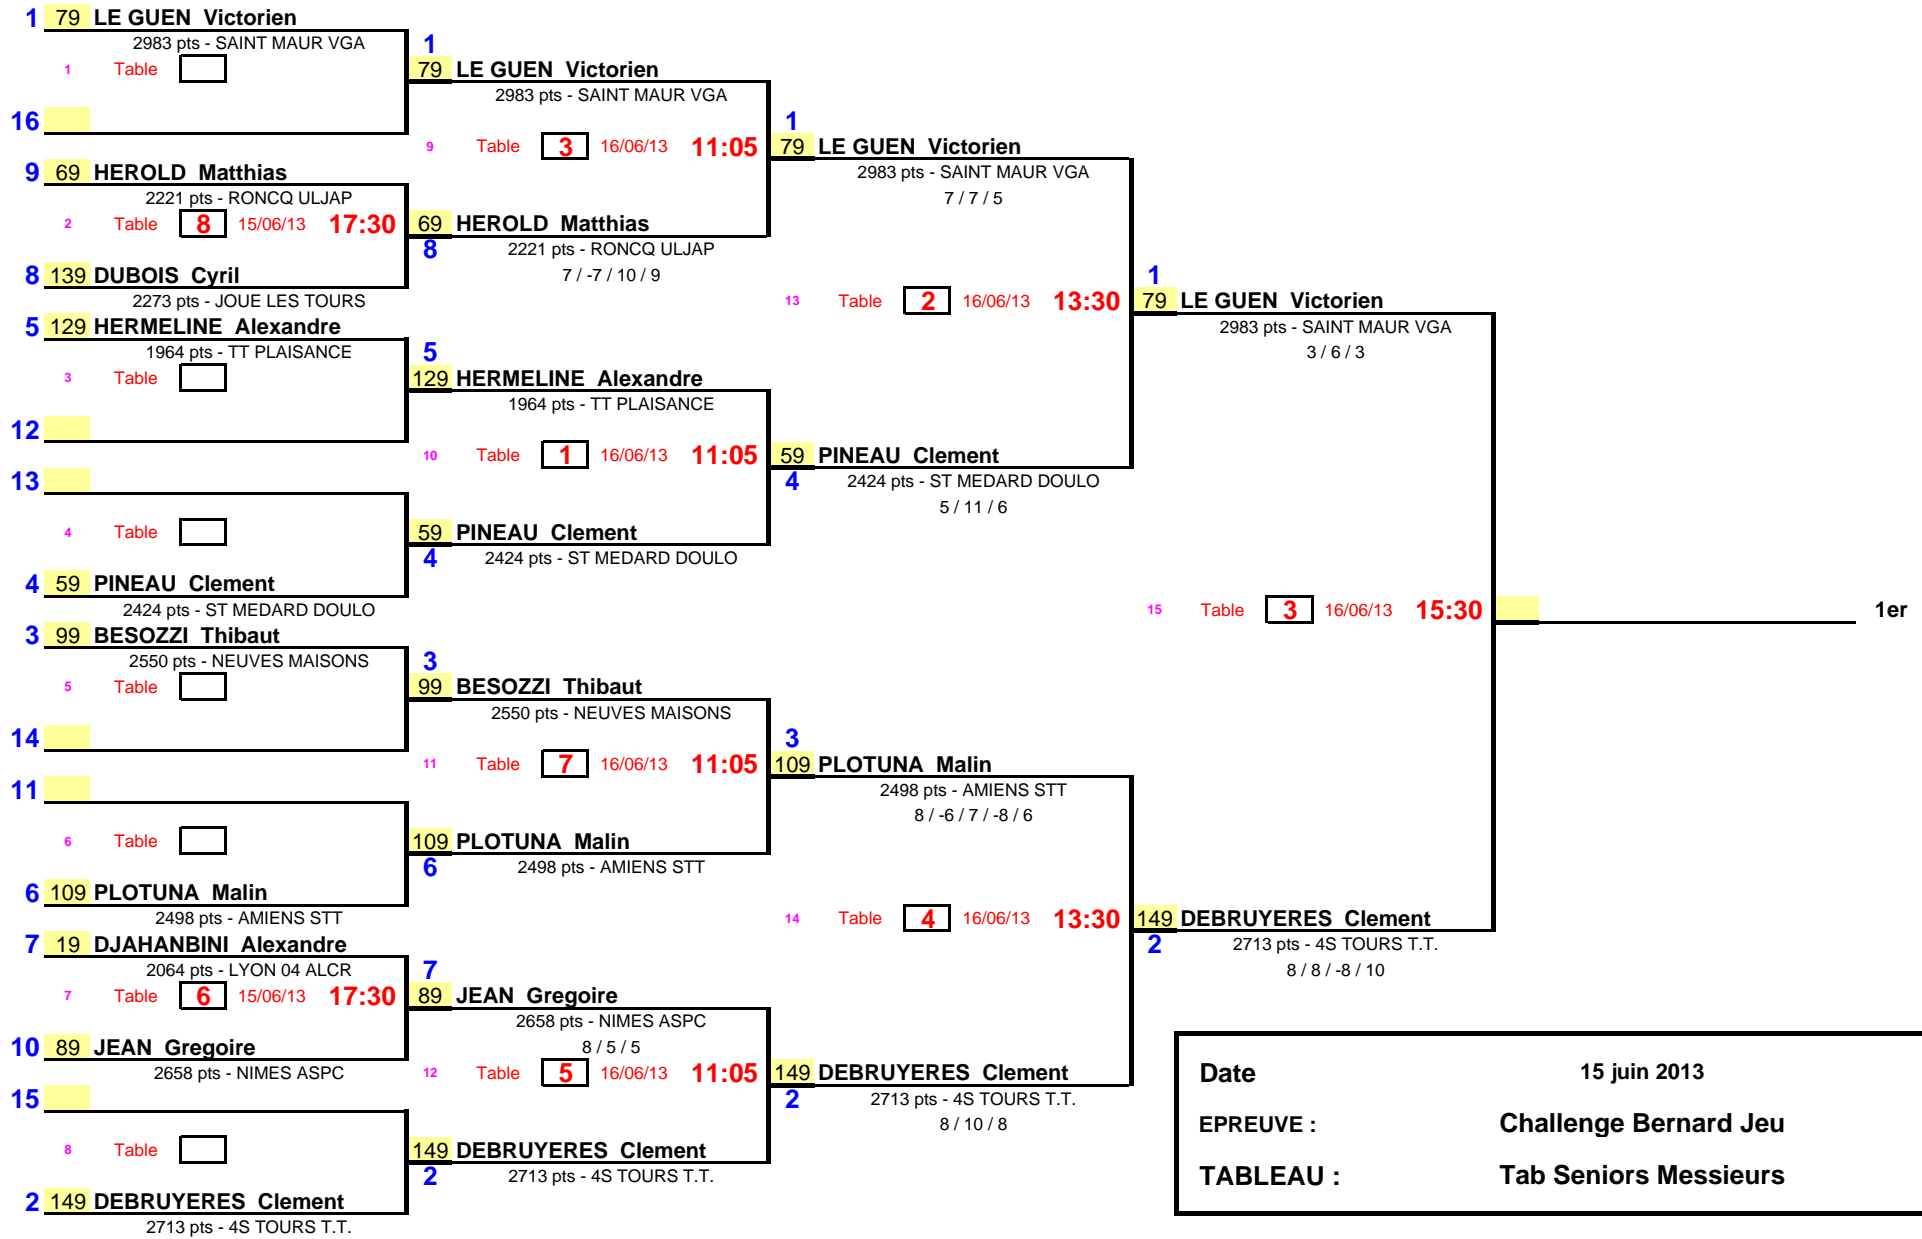 1 79 LE GUEN Victorien
2983 pts - SAINT MAUR VGA
1 Table
16
9 69 HEROLD Matthias
2221 pts - RONCQ ULJAP
2 Table 8 15/06/13 17:30
8 139 DUBOIS Cyril
2273 pts - JOUE LES TOURS
5 129 HERMELINE Alexandre
1964 pts - TT PLAISANCE
3 Table
12
13
4 Table
4 59 PINEAU Clement
2424 pts - ST MEDARD DOULO
3 99 BESOZZI Thibaut
2550 pts - NEUVES MAISONS
5 Table
14
11
6 Table
6 109 PLOTUNA Malin
2498 pts - AMIENS STT
7 19 DJAHANBINI Alexandre
2064 pts - LYON 04 ALCR
7 Table 6 15/06/13 17:30
10 89 JEAN Gregoire
2658 pts - NIMES ASPC
15
8 Table
2 149 DEBRUYERES Clement
2713 pts - 4S TOURS T.T.
1
79 LE GUEN Victorien
2983 pts - SAINT MAUR VGA
9 Table 3 16/06/13 11:05
69 HEROLD Matthias
8
2221 pts - RONCQ ULJAP
7 / -7 / 10 / 9
5
129 HERMELINE Alexandre
1964 pts - TT PLAISANCE
10 Table 1 16/06/13 11:05
59 PINEAU Clement
4
2424 pts - ST MEDARD DOULO
3
99 BESOZZI Thibaut
2550 pts - NEUVES MAISONS
11 Table 7 16/06/13 11:05
109 PLOTUNA Malin
6
2498 pts - AMIENS STT
7
89 JEAN Gregoire
2658 pts - NIMES ASPC
8 / 5 / 5
12 Table 5 16/06/13 11:05
149 DEBRUYERES Clement
2
2713 pts - 4S TOURS T.T.
1
79 LE GUEN Victorien
2983 pts - SAINT MAUR VGA
7 / 7 / 5
13 Table 2 16/06/13 13:30
59 PINEAU Clement
4
2424 pts - ST MEDARD DOULO
5 / 11 / 6
3
109 PLOTUNA Malin
2498 pts - AMIENS STT
8 / -6 / 7 / -8 / 6
14 Table 4 16/06/13 13:30
149 DEBRUYERES Clement
2
2713 pts - 4S TOURS T.T.
8 / 10 / 8
1
79 LE GUEN Victorien
2983 pts - SAINT MAUR VGA
3 / 6 / 3
15 Table 3 16/06/13 15:30
149 DEBRUYERES Clement
2
2713 pts - 4S TOURS T.T.
8 / 8 / -8 / 10
1er
Date 15 juin 2013
EPREUVE : Challenge Bernard Jeu
TABLEAU : Tab Seniors Messieurs